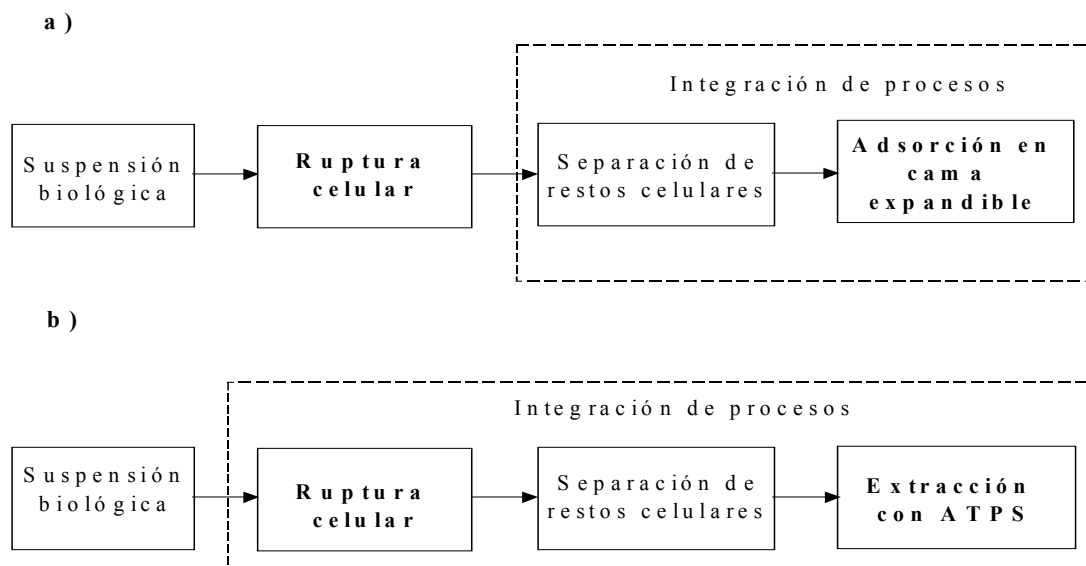 a )
Integración de procesos
Suspensión
biológica
Ruptura
celular
Separación de
restos celulares
Adsorción en
cama
expandible
b )
Integración de procesos
Suspensión
biológica
Ruptura
celular
Separación de
restos celulares
Extracción
con ATPS